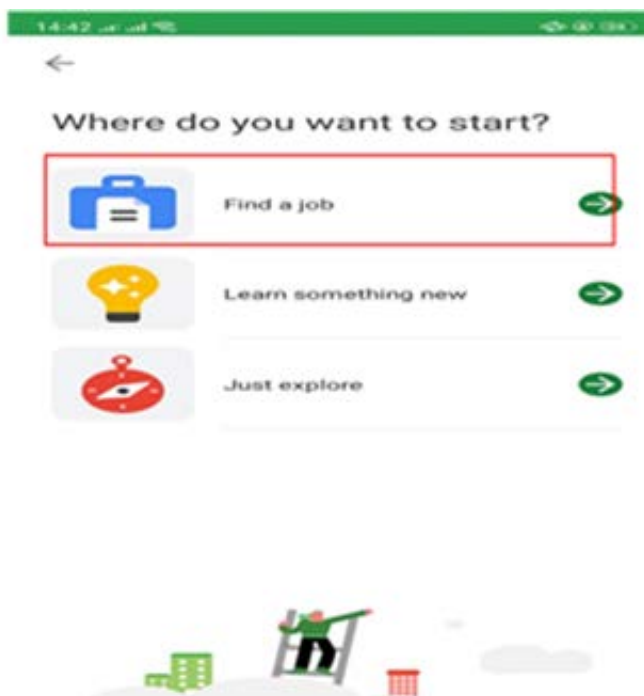 14:42
Where do you want to start?
Find a job
Learn something new
Just explore